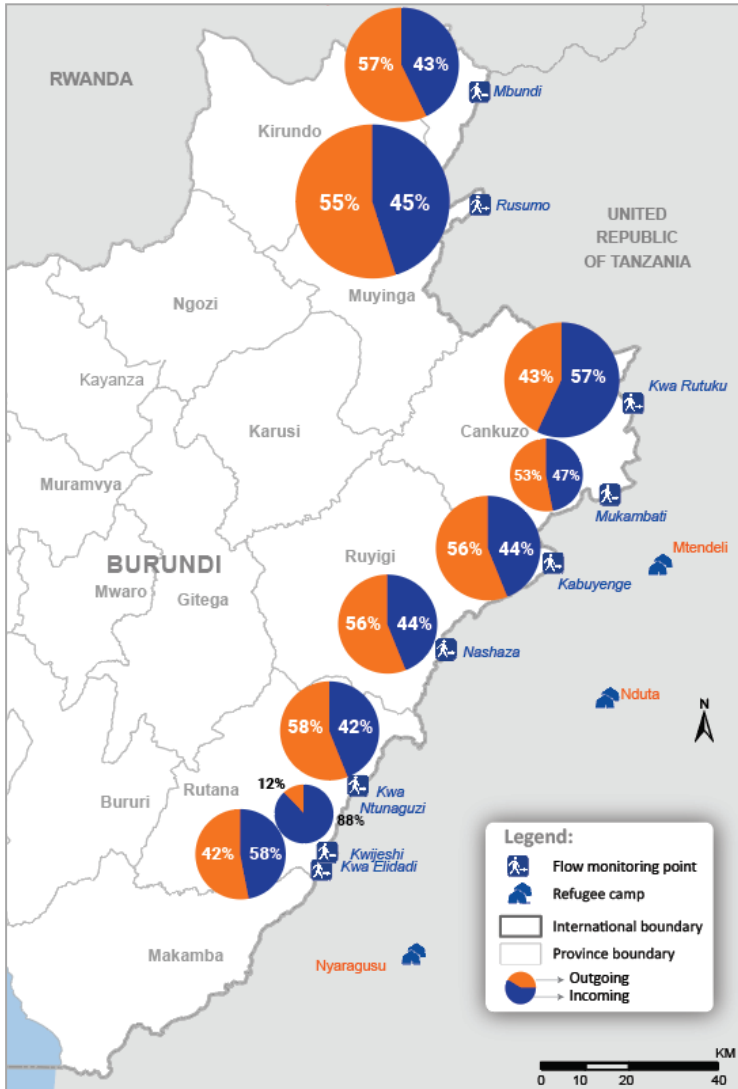 RWANDA
57%
43%
Mbundi
Kirundo
55%
45%
Rusumo
UNITED
REPUBLIC
OF TANZANIA
Muyinga
Ngozi
Kayanza
43%
57%
Kwa Rutuku
Karusi
Cankuzo
53%
47%
Muramvya
Mukambati
Mtendeli
BURUNDI
Ruyigi
56%
44%
Kabuyenge
Mwaro
Gitega
56%
44%
Nashaza
Nduta
N
58%
42%
Kwa
Ntunaguzi
12%
88%
Rutana
Bururi
42%
58%
Kwijeshi
Kwa Elidadi
Makamba
Nyaragusu
Legend:
Flow monitoring point
Refugee camp
International boundary
Province boundary
Outgoing
Incoming
KM
0 10 20 40